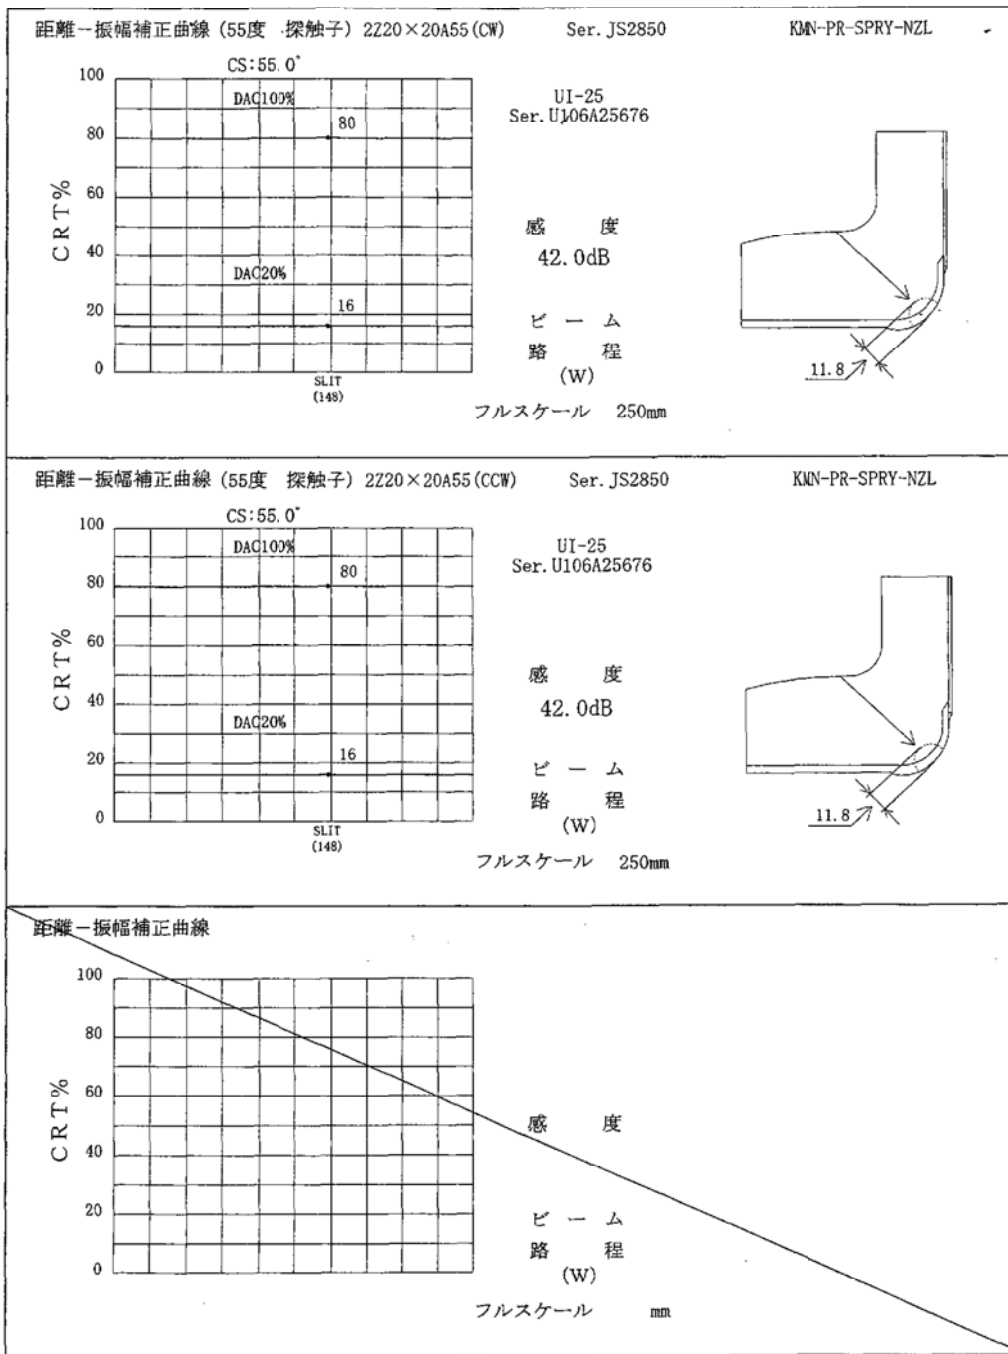 距離－振幅補正曲線（55度　探触子）2Z20×20A55(CW)　Ser. JS2850　KMN-PR-SPRY-NZL
CS:55.0°
100
DAC100%
80
80
60
40
DAC20%
16
20
0
CRT%
SLIT
(148)
UI-25
Ser. U106A25676
感　度
42.0dB
ビ ー ム
路　程
(W)
フルスケール　250mm
11.8
距離－振幅補正曲線（55度　探触子）2Z20×20A55(CCW)　Ser. JS2850　KMN-PR-SPRY-NZL
CS:55.0°
100
DAC100%
80
80
60
40
DAC20%
16
20
0
CRT%
SLIT
(148)
UI-25
Ser. U106A25676
感　度
42.0dB
ビ ー ム
路　程
(W)
フルスケール　250mm
11.8
距離－振幅補正曲線
100
80
60
40
20
0
CRT%
感　度
ビ ー ム
路　程
(W)
フルスケール　mm